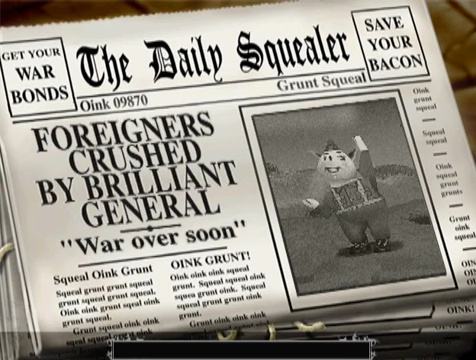 GET YOUR
WAR
BONDS
The Daily Squealer
SAVE
YOUR
BACON
Oink 09870
Grunt Squeal
FOREIGNERS
CRUSHED
BY BRILLIANT
GENERAL
"War over soon"
Squeal Oink Grunt
Squeal grunt grunt squeal
grunt squeal grunt squeal.
Oink grunt sqeal oink oink
grunt.
OINK GRUNT!
Oink oink oink squeal
grunt. Squeal squeal oink
squea grunt oink. Squeal
squeal squeal oink oink
grunt.
Grunt oink oink
Oink
grunt
squeal
Squeal
squeal
Oink
squeal
grunt
grunts
Grunt
oink
squeal